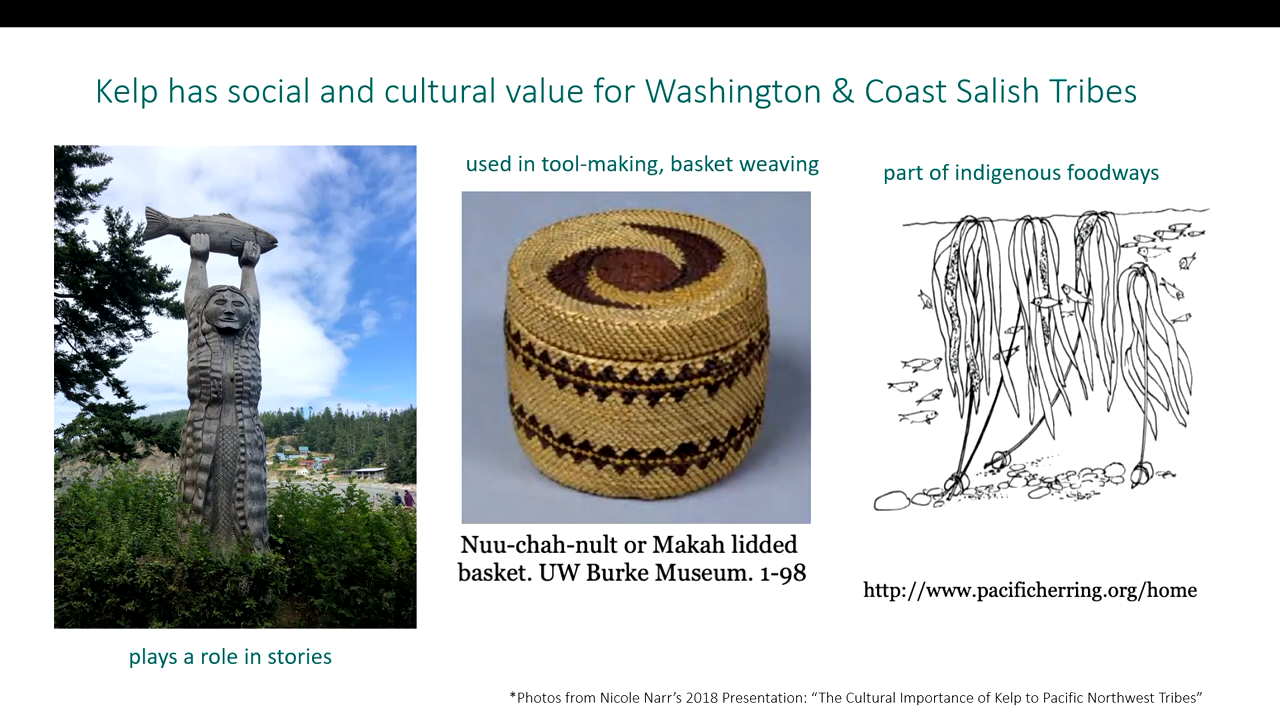 Kelp has social and cultural value for Washington & Coast Salish Tribes
used in tool-making, basket weaving
part of indigenous foodways
Nuu-chah-nult or Makah lidded
basket. UW Burke Museum. 1-98
http://www.pacificherring.org/home
plays a role in stories
*Photos from Nicole Narr’s 2018 Presentation: “The Cultural Importance of Kelp to Pacific Northwest Tribes”